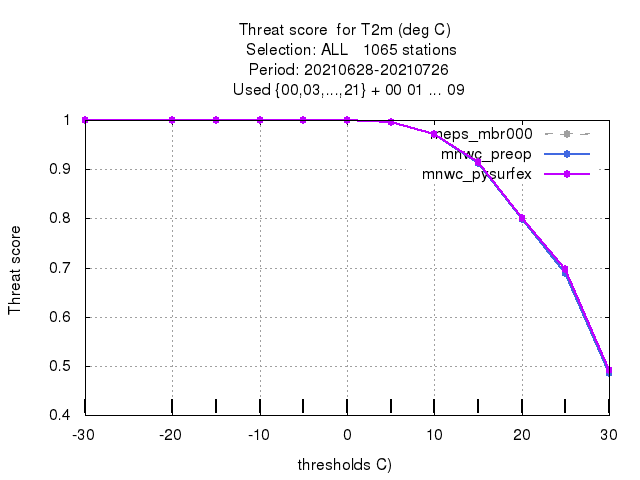 Threat score  for T2m (deg C)
Selection: ALL   1065 stations
Period: 20210628-20210726
Used {00,03,...,21} + 00 01 ... 09
1
0.9
0.8
0.7
0.6
0.5
0.4
Threat score
meps_mbr000
mnwc_preop
mnwc_pysurfex
-30 -20 -10 0 10 20 30
thresholds C)